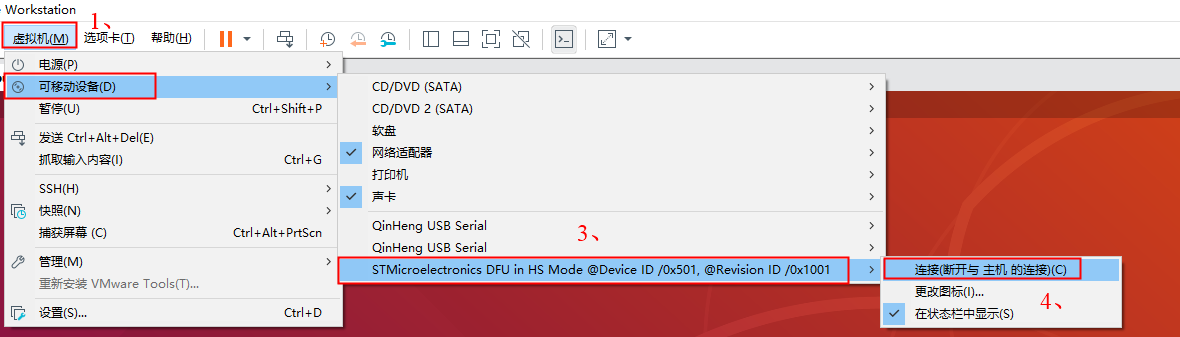 Workstation
1、
虚拟机(M) 选项卡(T) 帮助(H)
电源(P)
可移动设备(D)
暂停(U) Ctrl+Shift+P
发送 Ctrl+Alt+Del(E)
抓取输入内容(I) Ctrl+G
SSH(H)
快照(N)
捕获屏幕 (C) Ctrl+Alt+PrtScn
管理(M)
重新安装 VMware Tools(T)...
设置(S)... Ctrl+D
CD/DVD (SATA)
CD/DVD 2 (SATA)
软盘
网络适配器
打印机
声卡
QinHeng USB Serial
3、
QinHeng USB Serial
STMicroelectronics DFU in HS Mode @Device ID /0x501, @Revision ID /0x1001
连接(断开与 主机 的连接)(C)
更改图标(I)...
4、
在状态栏中显示(S)